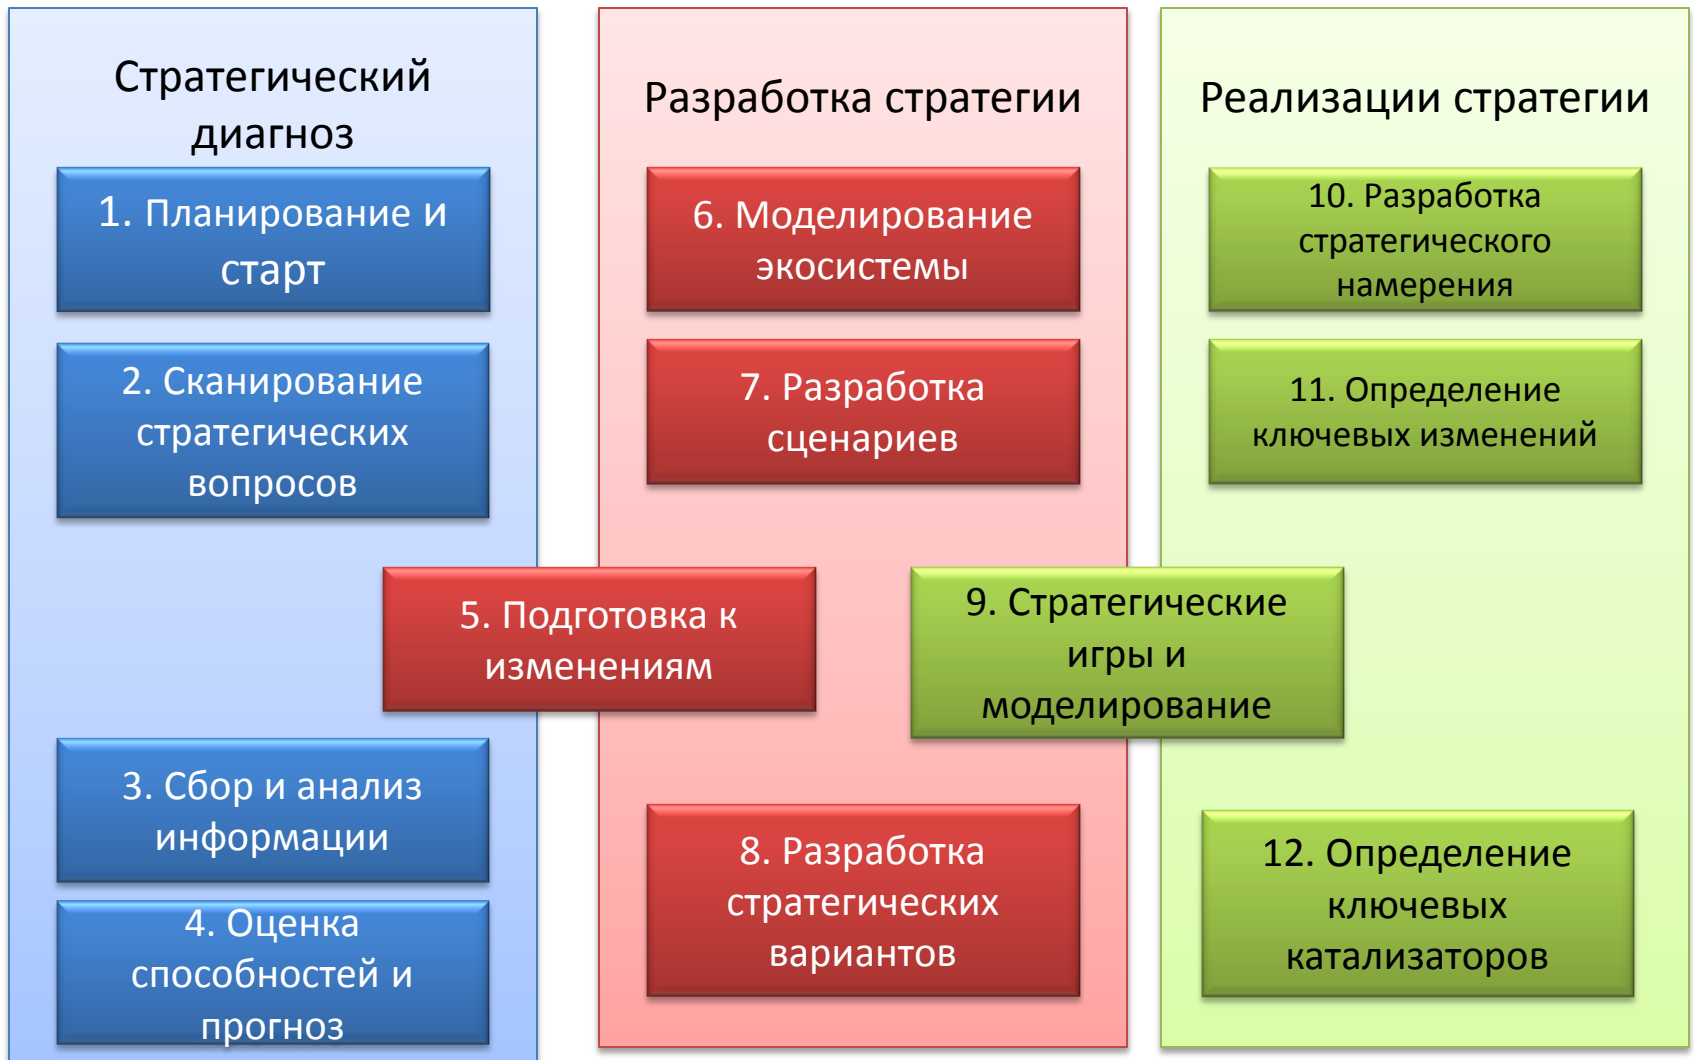 Стратегический
диагноз
1. Планирование и
старт
2. Сканирование
стратегических
вопросов
3. Сбор и анализ
информации
4. Оценка
способностей и
прогноз
5. Подготовка к
изменениям
Разработка стратегии
6. Моделирование
экосистемы
7. Разработка
сценариев
8. Разработка
стратегических
вариантов
9. Стратегические
игры и
моделирование
Реализации стратегии
10. Разработка
стратегического
намерения
11. Определение
ключевых изменений
12. Определение
ключевых
катализаторов